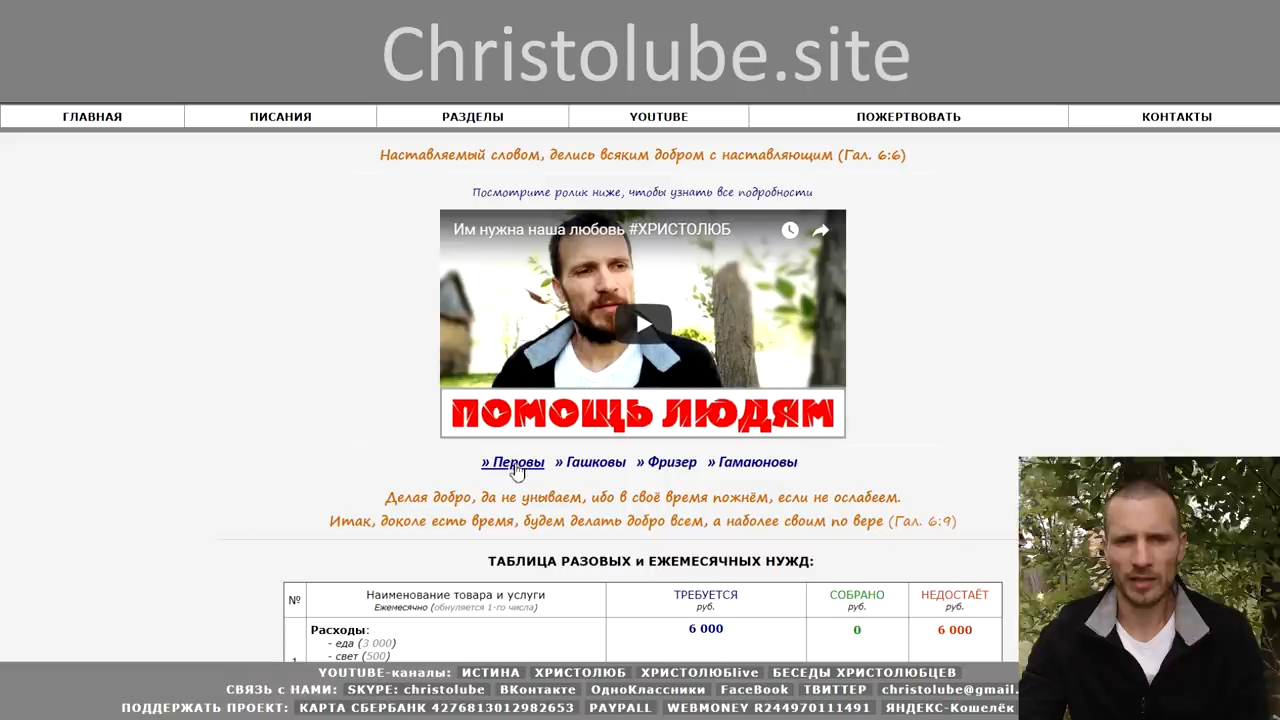 Christolube.site
ГЛАВНАЯ ПИСАНИЯ РАЗДЕЛЫ YOUTUBE ПОЖЕРТВОВАТЬ КОНТАКТЫ
Наставляемый словом, делись всяким добром с наставляющим (Гал. 6:6)
Посмотрите ролик ниже, чтобы узнать все подробности
Им нужна наша любовь #ХРИСТОЛЮБ
ПОМОЩЬ ЛЮДЯМ
» Перовы » Гашковы » Фризер » Гамаюновы
Делая добро, да не унываем, ибо в своё время пожнём, если не ослабеем.
Итак, доколе есть время, будем делать добро всем, а наболее своим по вере (Гал. 6:9)
ТАБЛИЦА РАЗОВЫХ и ЕЖЕМЕСЯЧНЫХ НУЖД:
№ Наименование товара и услуги ТРЕБУЕТСЯ СОБРАНО НЕДОСТАЁТ
Ежемесячно (обнуляется 1-го числа) руб. руб. руб.
Расходы: 6 000 0 6 000
- еда (3 000)
- свет (500)
1
YOUTUBE-каналы: ИСТИНА ХРИСТОЛЮБ ХРИСТОЛЮБlive БЕСЕДЫ ХРИСТОЛЮБЦЕВ
СВЯЗЬ с НАМИ: SKYPE: christolube ВКонтакте ОдноКлассники FaceBook ТВИТТЕР christolube@gmail.
ПОДДЕРЖАТЬ ПРОЕКТ: КАРТА СБЕРБАНК 4276813012982653 PAYPALL WEBMONEY R244970111491 ЯНДЕКС-Кошелёк